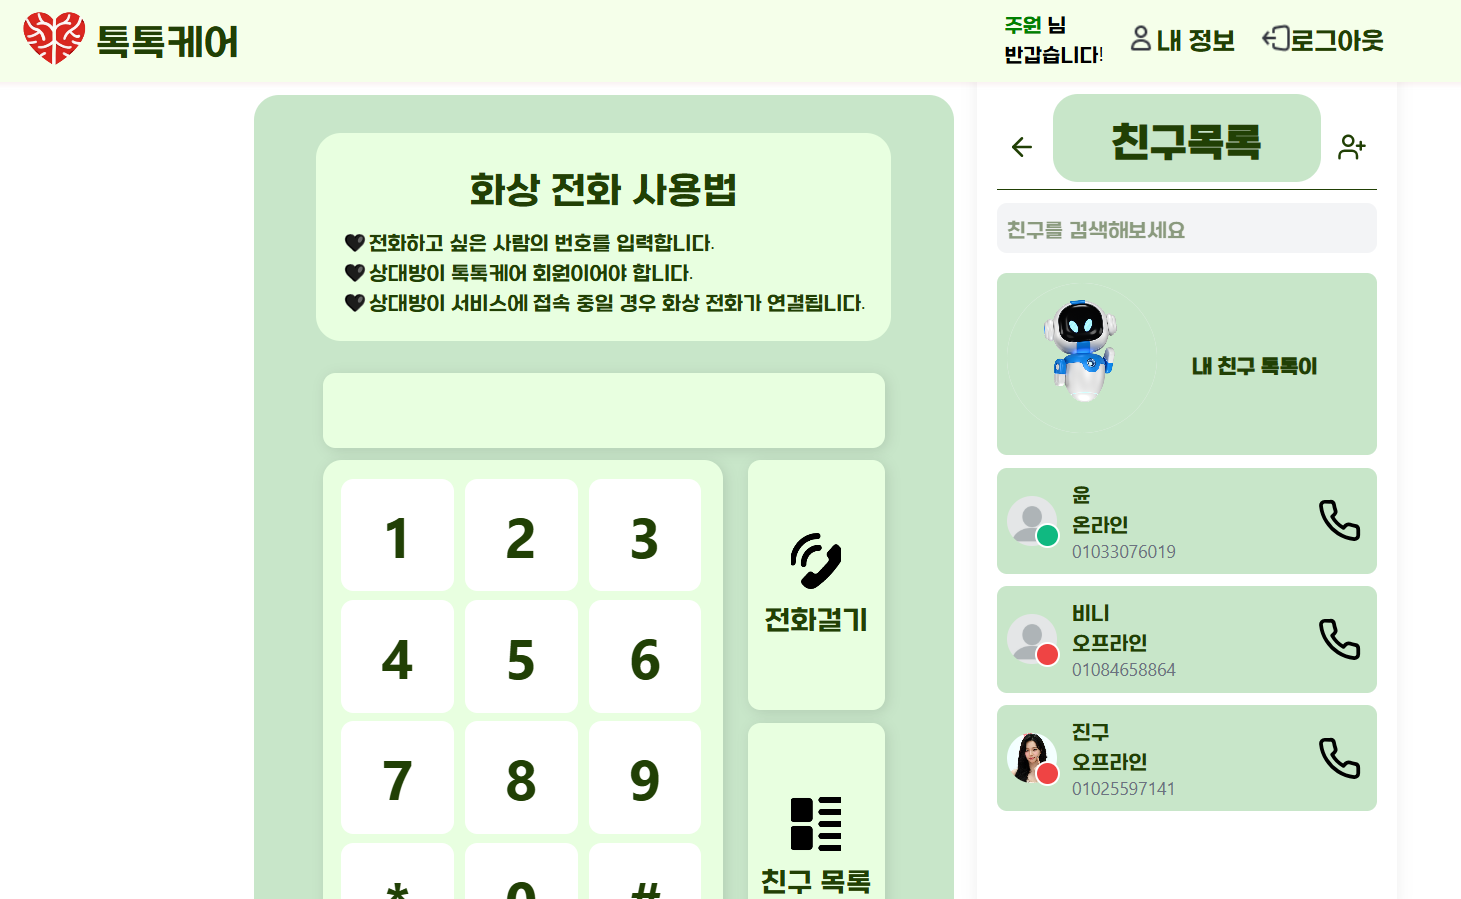 톡톡케어
주원 님
반갑습니다!
내 정보
로그아웃
화상 전화 사용법
🖤전화하고 싶은 사람의 번호를 입력합니다.
🖤상대방이 톡톡케어 회원이어야 합니다.
🖤상대방이 서비스에 접속 중일 경우 화상 전화가 연결됩니다.
1 2 3
4 5 6
7 8 9
* 0 #
전화걸기
친구 목록
친구목록
친구를 검색해보세요
내 친구 톡톡이
윤
온라인
01033076019
비니
오프라인
01084658864
진구
오프라인
01025597141